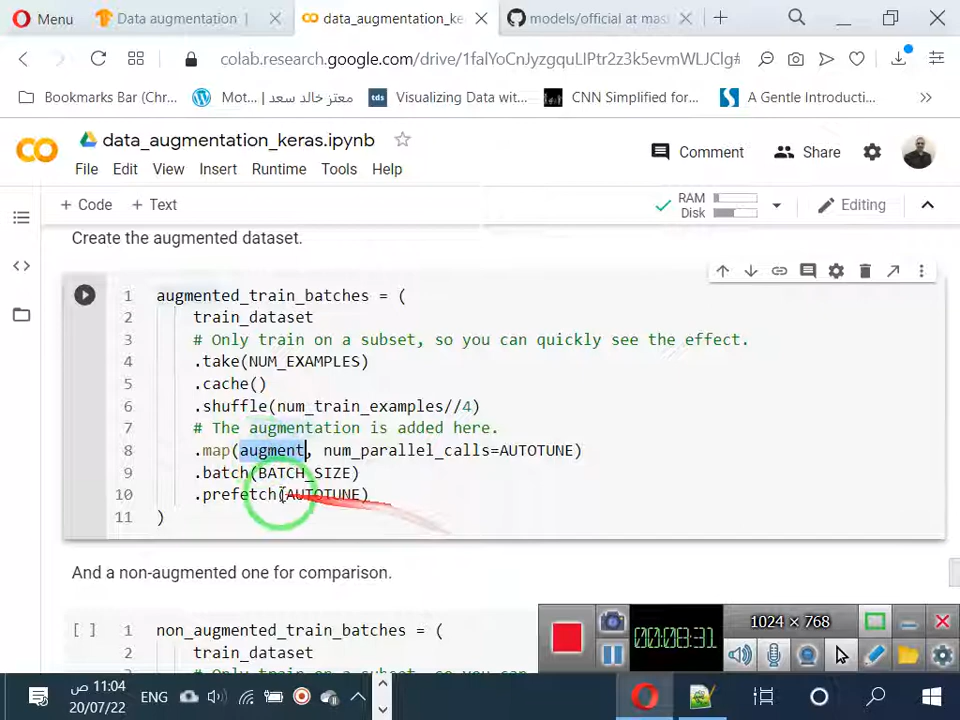 Menu
Data augmentation |
data_augmentation_ke
models/official at mas
colab.research.google.com/drive/1falYoCnJyzgquLIPtr2z3k5evmWLJClg#
Bookmarks Bar (Chr...
Mot... | معتز خالد سعد
Visualizing Data wit...
CNN Simplified for...
A Gentle Introducti...
data_augmentation_keras.ipynb
File Edit View Insert Runtime Tools Help
Comment
Share
+ Code + Text
RAM
Disk
Editing
Create the augmented dataset.
1 augmented_train_batches = (
2 train_dataset
3 # Only train on a subset, so you can quickly see the effect.
4 .take(NUM_EXAMPLES)
5 .cache()
6 .shuffle(num_train_examples//4)
7 # The augmentation is added here.
8 .map(augment, num_parallel_calls=AUTOTUNE)
9 .batch(BATCH_SIZE)
10 .prefetch(AUTOTUNE)
11 )
And a non-augmented one for comparison.
[ ] 1 non_augmented_train_batches = (
2 train_dataset
00:08:31
1024 × 768
11:04 ص
20/07/22
ENG